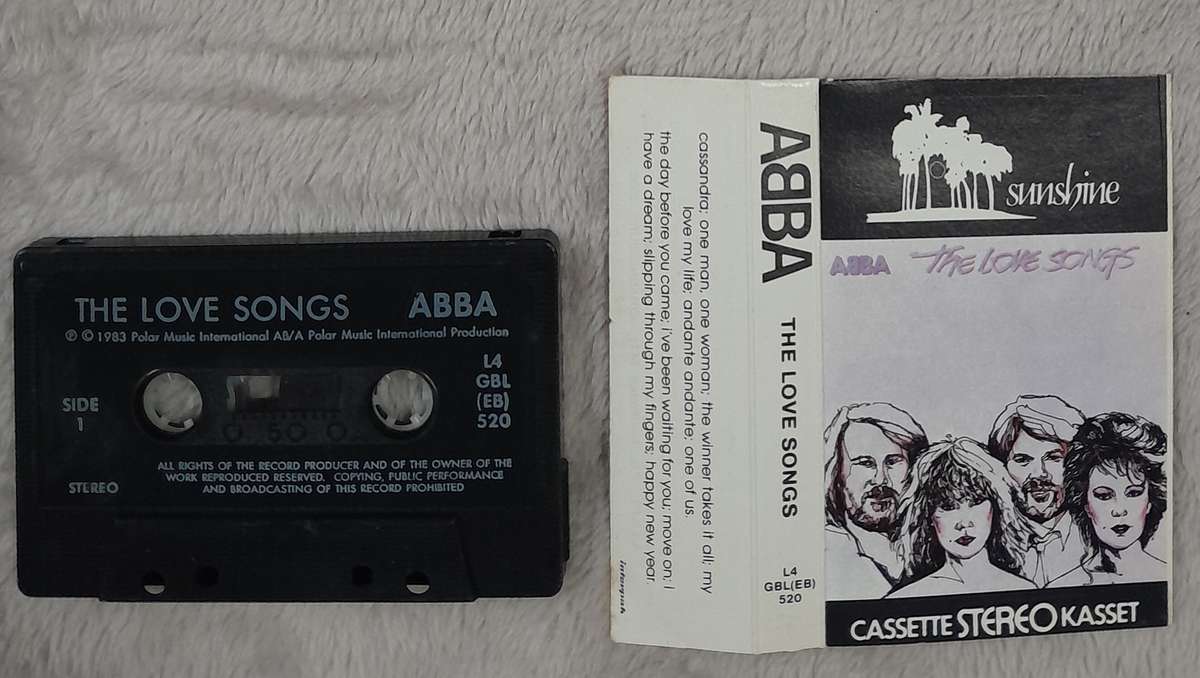 THE LOVE SONGS ABBA
℗ © 1983 Polar Music International AB/A Polar Music International Production
L4
GBL
(EB)
520
SIDE
1
0 50 0
STEREO
ALL RIGHTS OF THE RECORD PRODUCER AND OF THE OWNER OF THE
WORK REPRODUCED RESERVED. COPYING, PUBLIC PERFORMANCE
AND BROADCASTING OF THIS RECORD PROHIBITED
cassandra; one man, one woman; the winner takes it all; my
love my life; andante andante; one of us.
the day before you came; i've been waiting for you; move on; I
have a dream; slipping through my fingers; happy new year.
interpak
ABBA THE LOVE SONGS
L4
GBL(EB)
520
sunshine
ABBA THE LOVE SONGS
CASSETTE STEREO KASSET